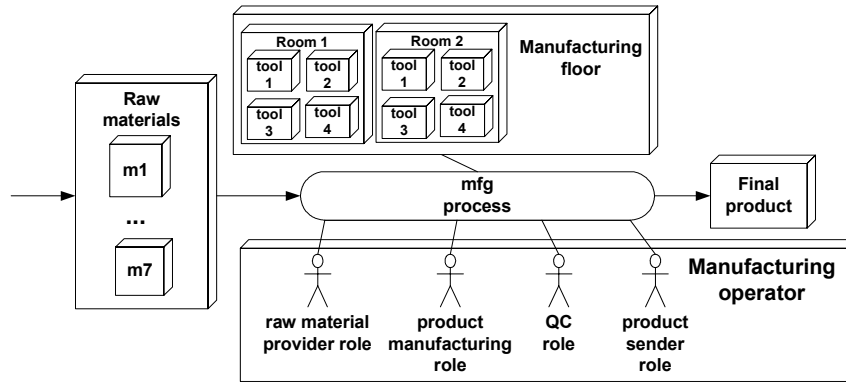 Room 1
tool
1
tool
2
tool
3
tool
4
Room 2
tool
1
tool
2
tool
3
tool
4
Manufacturing
floor
Raw
materials
m1
...
m7
mfg
process
Final
product
Manufacturing
operator
raw material
provider role
product
manufacturing
role
QC
role
product
sender
role